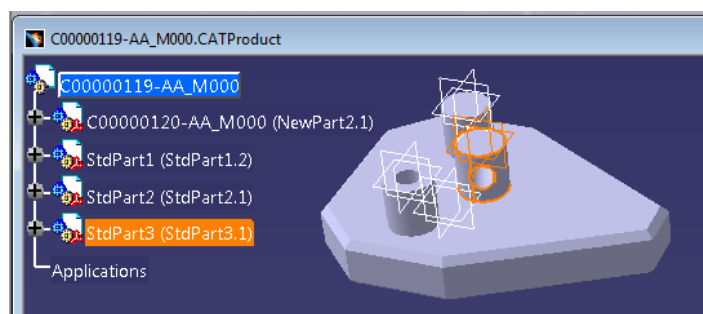 C00000119-AA_M000.CATProduct
C00000119-AA_M000
C00000120-AA_M000 (NewPart2.1)
StdPart1 (StdPart1.2)
StdPart2 (StdPart2.1)
StdPart3 (StdPart3.1)
Applications